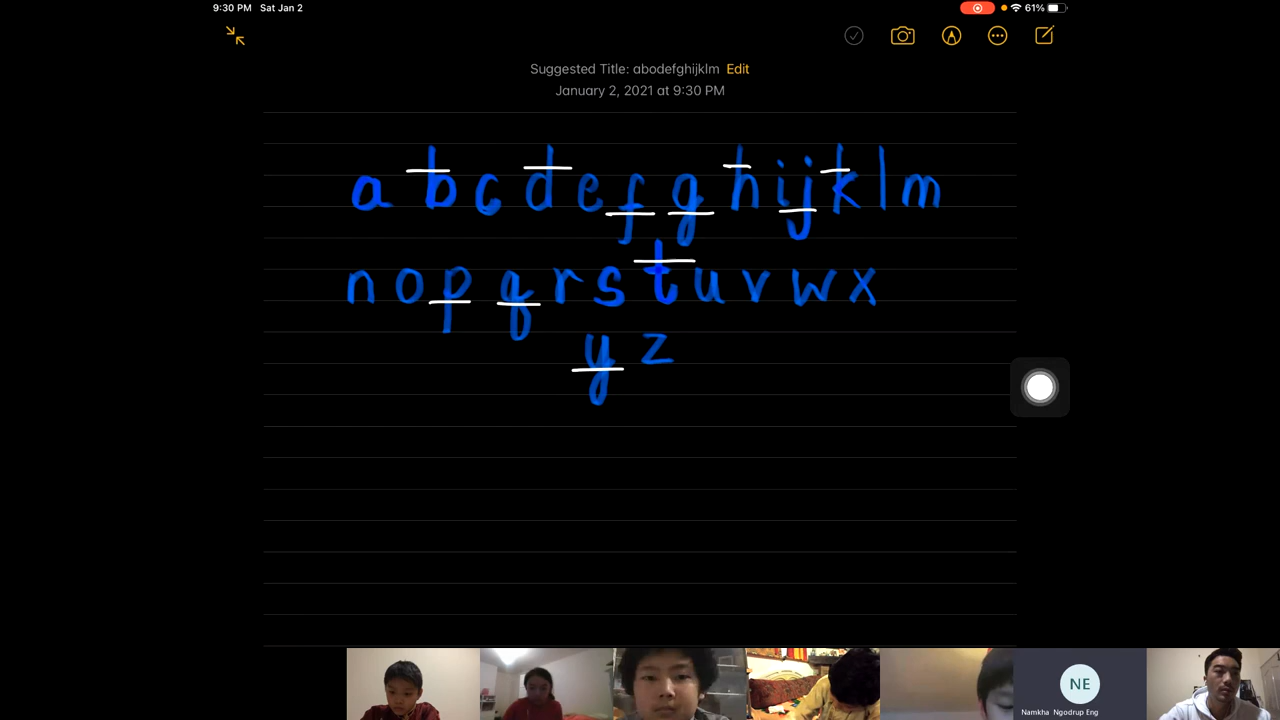 9:30 PM Sat Jan 2
61%
Suggested Title: abodefghijklm Edit
January 2, 2021 at 9:30 PM
a b c d e f g h i j k l m
n o p q r s t u v w x
y z
NE
Namkha Ngodrup Eng